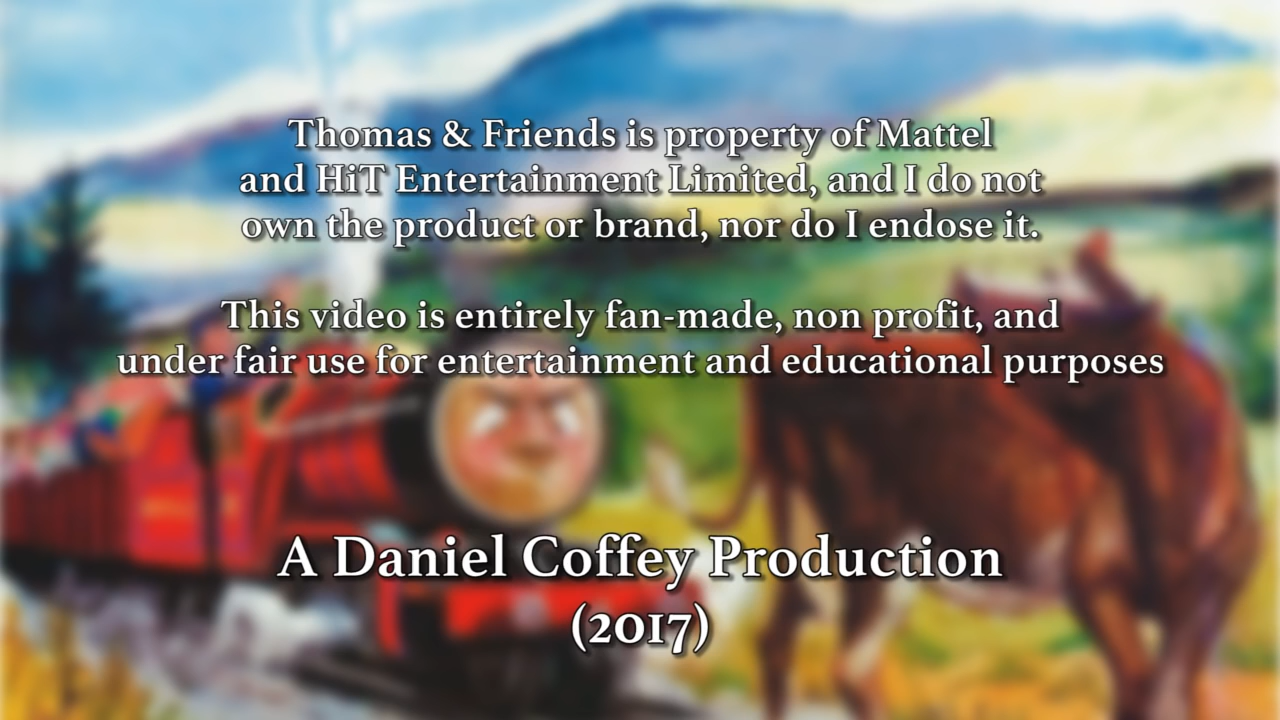 Thomas & Friends is property of Mattel
and HiT Entertainment Limited, and I do not
own the product or brand, nor do I endose it.
This video is entirely fan-made, non profit, and
under fair use for entertainment and educational purposes
A Daniel Coffey Production
(2017)